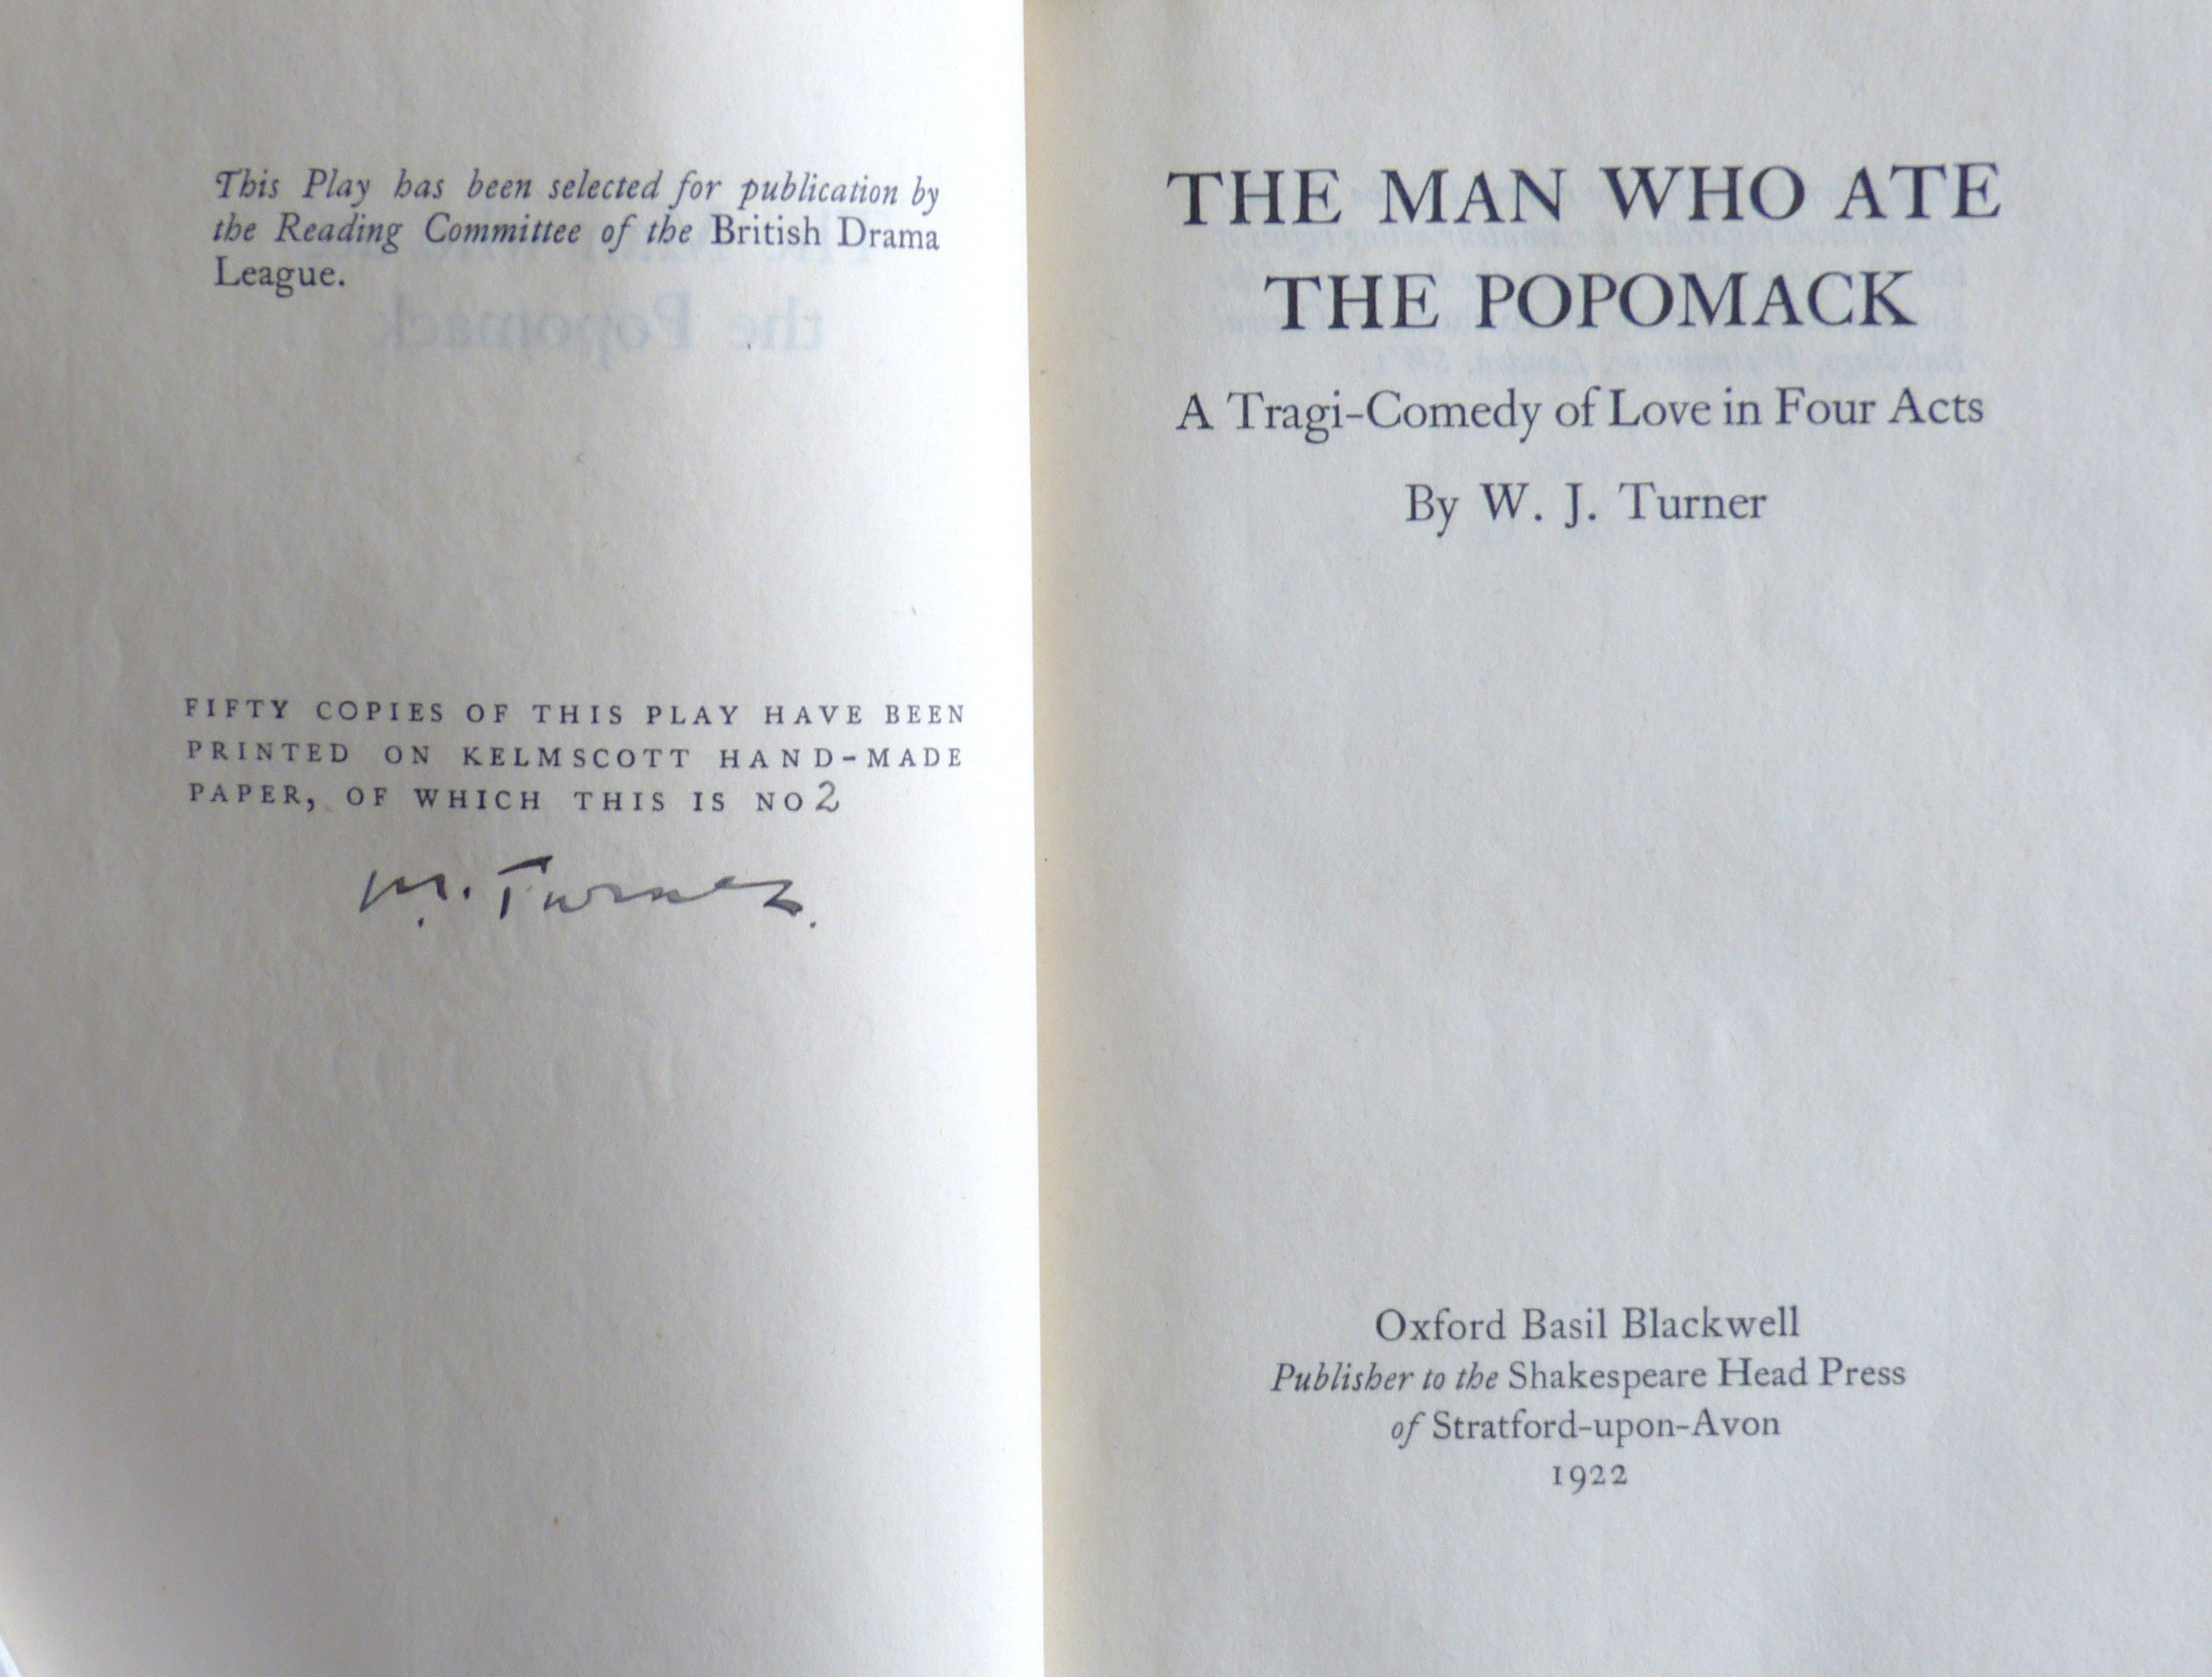 This Play has been selected for publication by
the Reading Committee of the British Drama
League.
the Popomack
FIFTY COPIES OF THIS PLAY HAVE BEEN
PRINTED ON KELMSCOTT HAND-MADE
PAPER, OF WHICH THIS IS NO 2
W. Turner.
THE MAN WHO ATE
THE POPOMACK
A Tragi-Comedy of Love in Four Acts
By W. J. Turner
Oxford Basil Blackwell
Publisher to the Shakespeare Head Press
of Stratford-upon-Avon
1922